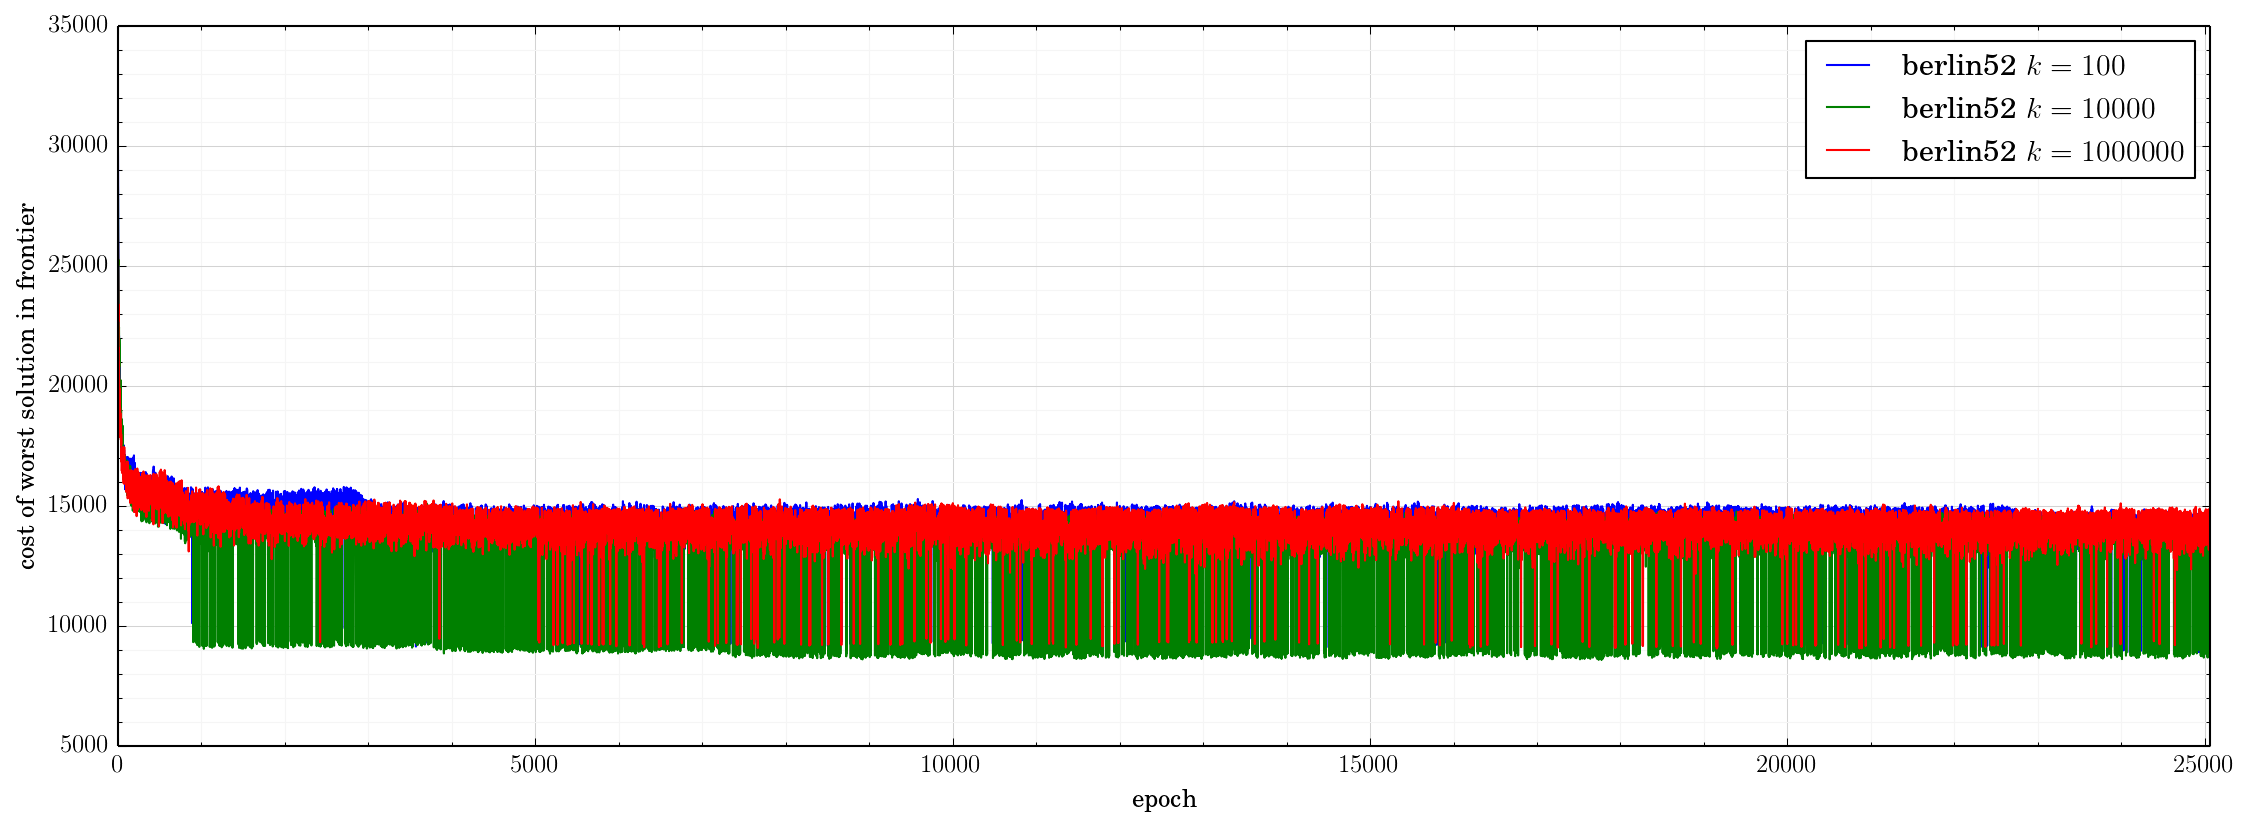 35000
berlin52 k = 100
berlin52 k = 10000
berlin52 k = 1000000
30000
25000
20000
15000
10000
5000
cost of worst solution in frontier
0 5000 10000 15000 20000 25000
epoch